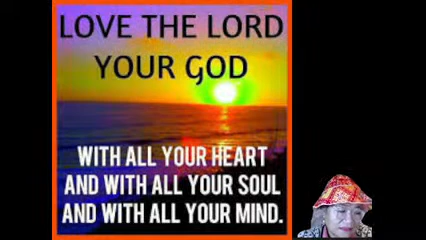 LOVE THE LORD
YOUR GOD
WITH ALL YOUR HEART
AND WITH ALL YOUR SOUL
AND WITH ALL YOUR MIND.